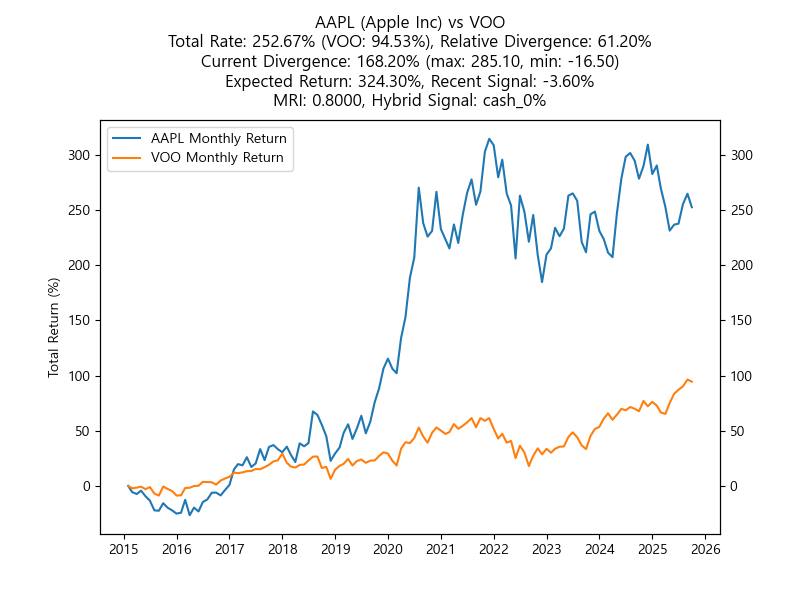 AAPL (Apple Inc) vs VOO
Total Rate: 252.67% (VOO: 94.53%), Relative Divergence: 61.20%
Current Divergence: 168.20% (max: 285.10, min: -16.50)
Expected Return: 324.30%, Recent Signal: -3.60%
MRI: 0.8000, Hybrid Signal: cash_0%
AAPL Monthly Return
VOO Monthly Return
Total Return (%)
300
250
200
150
100
50
0
300
250
200
150
100
50
0
2015 2016 2017 2018 2019 2020 2021 2022 2023 2024 2025 2026